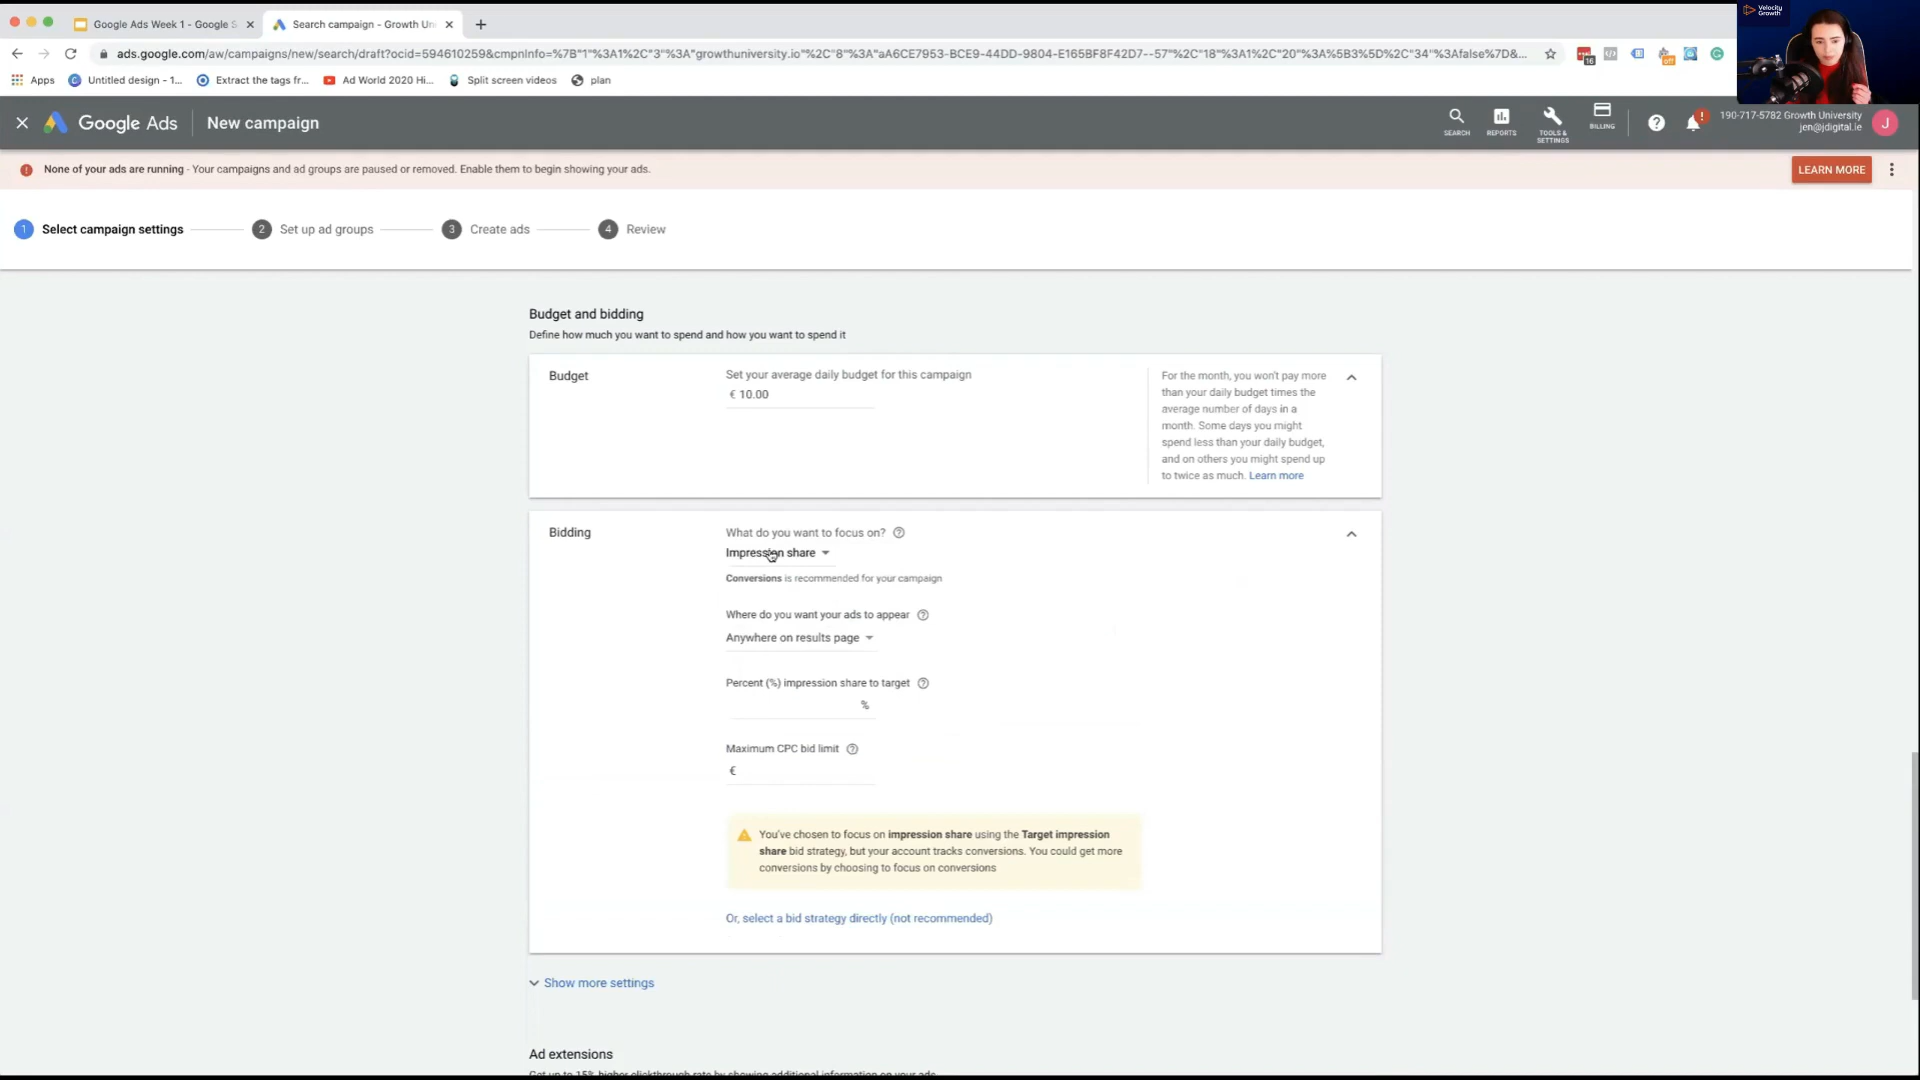 Google Ads Week 1 - Google S
Search campaign - Growth Un
ads.google.com/aw/campaigns/new/search/draft?ocid=594610259&cmpnInfo=%7B"1"%3A1%2C"3"%3A"growthuniversity.io"%2C"8"%3A"aA6CE7953-BCE9-44DD-9804-E165BF8F42D7--57"%2C"18"%3A1%2C"20"%3A%5B3%5D%2C"34"%3Afalse%7D&...
16
off
Velocity
Growth
Apps
Untitled design - 1...
Extract the tags fr...
Ad World 2020 Hi...
Split screen videos
plan
Google Ads
New campaign
SEARCH
REPORTS
TOOLS &
SETTINGS
BILLING
190-717-5782 Growth University
jen@jdigital.ie
J
None of your ads are running - Your campaigns and ad groups are paused or removed. Enable them to begin showing your ads.
LEARN MORE
1 Select campaign settings
2 Set up ad groups
3 Create ads
4 Review
Budget and bidding
Define how much you want to spend and how you want to spend it
Budget
Set your average daily budget for this campaign
€ 10.00
For the month, you won't pay more
than your daily budget times the
average number of days in a
month. Some days you might
spend less than your daily budget,
and on others you might spend up
to twice as much. Learn more
Bidding
What do you want to focus on?
Impression share
Conversions is recommended for your campaign
Where do you want your ads to appear
Anywhere on results page
Percent (%) impression share to target
%
Maximum CPC bid limit
€
You've chosen to focus on impression share using the Target impression
share bid strategy, but your account tracks conversions. You could get more
conversions by choosing to focus on conversions
Or, select a bid strategy directly (not recommended)
Show more settings
Ad extensions
Get up to 15% higher clickthrough rate by showing additional information on your ads